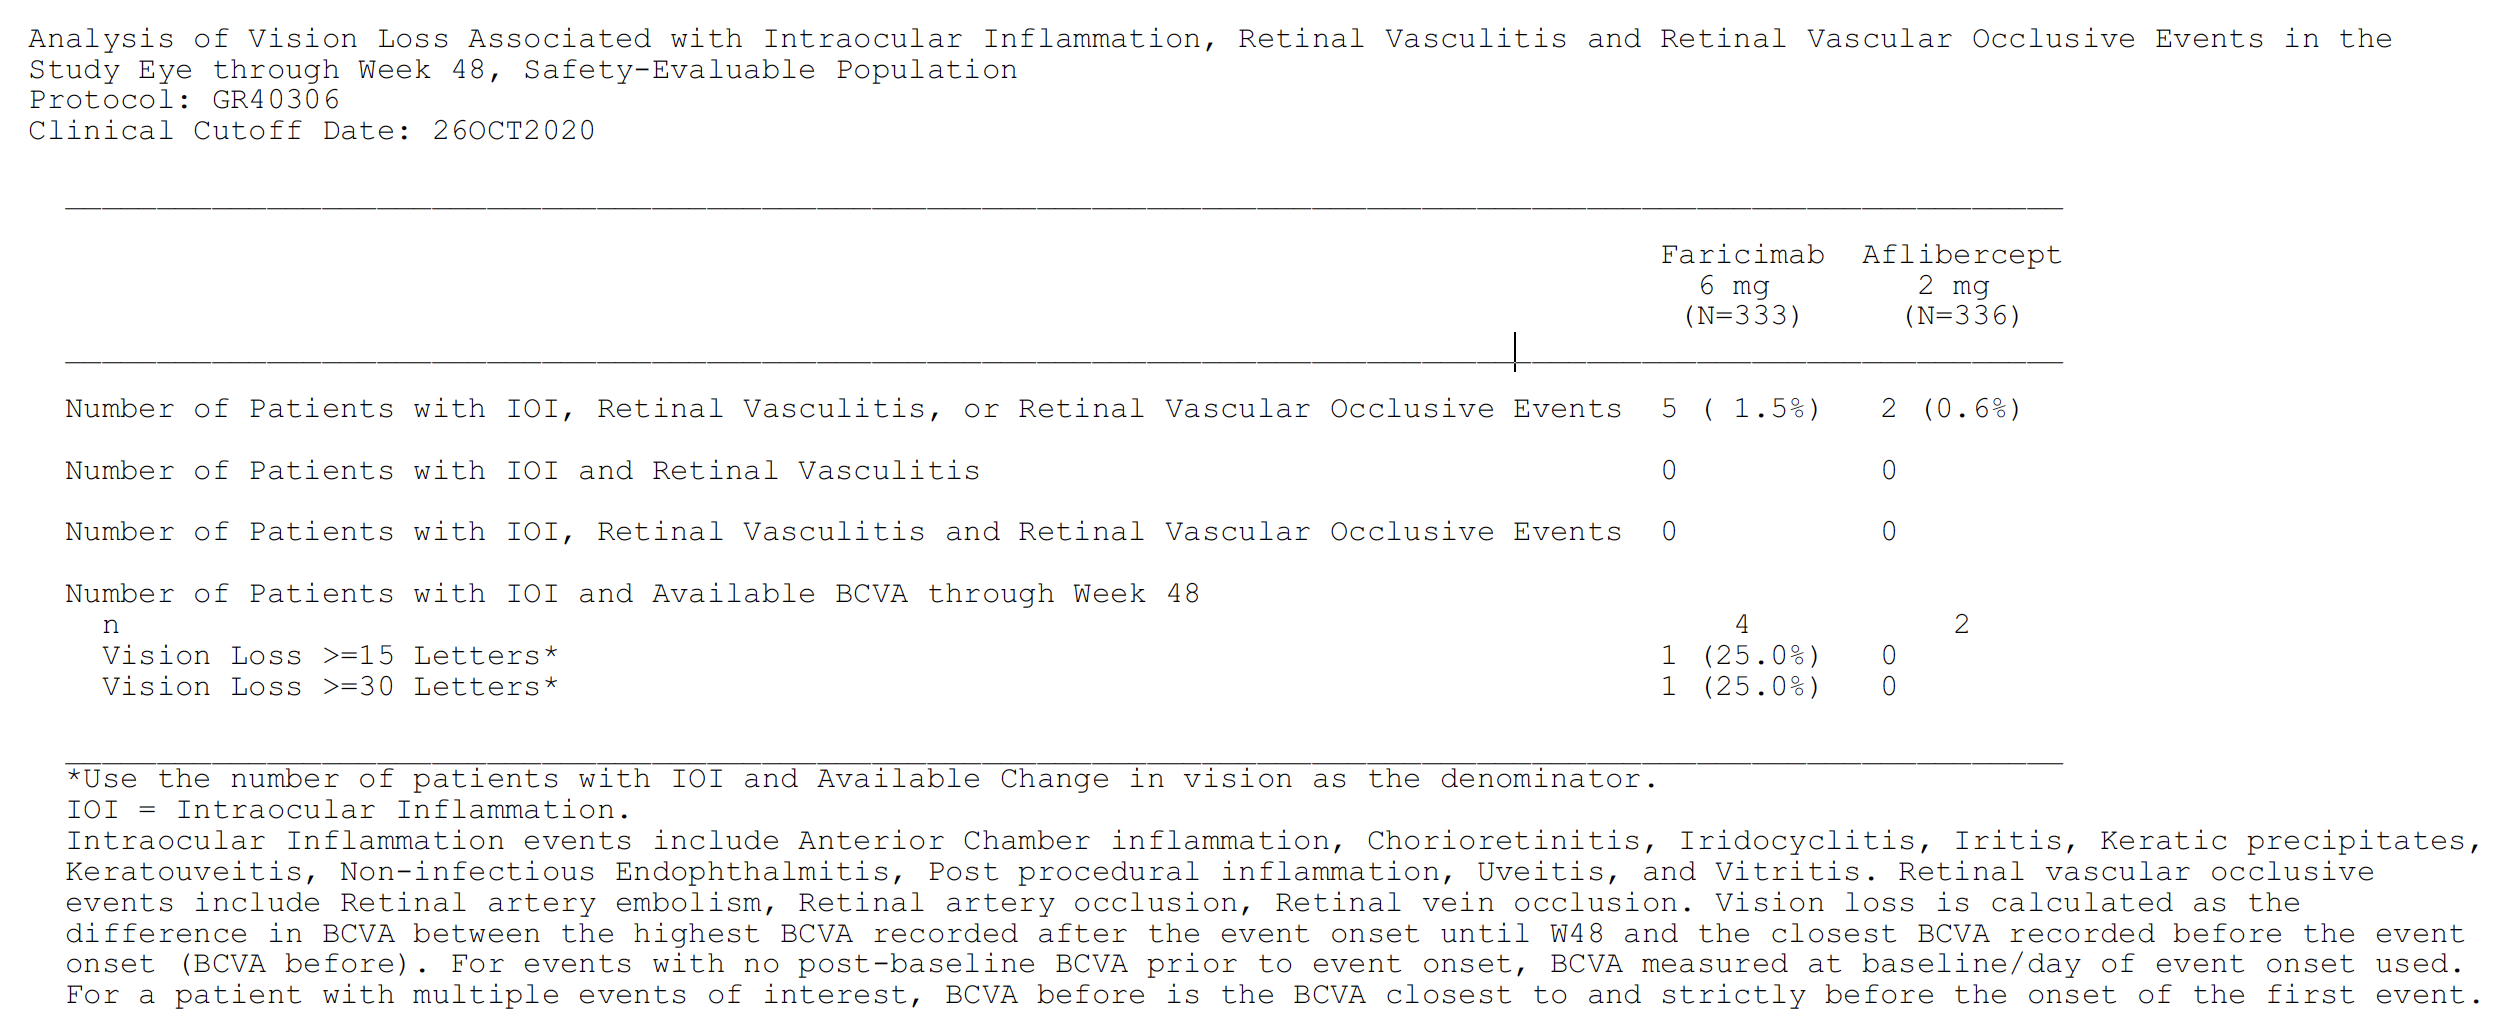 Analysis of Vision Loss Associated with Intraocular Inflammation, Retinal Vasculitis and Retinal Vascular Occlusive Events in the
Study Eye through Week 48, Safety-Evaluable Population
Protocol: GR40306
Clinical Cutoff Date: 26OCT2020
Faricimab Aflibercept
6 mg 2 mg
(N=333) (N=336)
Number of Patients with IOI, Retinal Vasculitis, or Retinal Vascular Occlusive Events 5 ( 1.5%) 2 (0.6%)
Number of Patients with IOI and Retinal Vasculitis 0 0
Number of Patients with IOI, Retinal Vasculitis and Retinal Vascular Occlusive Events 0 0
Number of Patients with IOI and Available BCVA through Week 48
n 4 2
Vision Loss >=15 Letters* 1 (25.0%) 0
Vision Loss >=30 Letters* 1 (25.0%) 0
*Use the number of patients with IOI and Available Change in vision as the denominator.
IOI = Intraocular Inflammation.
Intraocular Inflammation events include Anterior Chamber inflammation, Chorioretinitis, Iridocyclitis, Iritis, Keratic precipitates,
Keratouveitis, Non-infectious Endophthalmitis, Post procedural inflammation, Uveitis, and Vitritis. Retinal vascular occlusive
events include Retinal artery embolism, Retinal artery occlusion, Retinal vein occlusion. Vision loss is calculated as the
difference in BCVA between the highest BCVA recorded after the event onset until W48 and the closest BCVA recorded before the event
onset (BCVA before). For events with no post-baseline BCVA prior to event onset, BCVA measured at baseline/day of event onset used.
For a patient with multiple events of interest, BCVA before is the BCVA closest to and strictly before the onset of the first event.